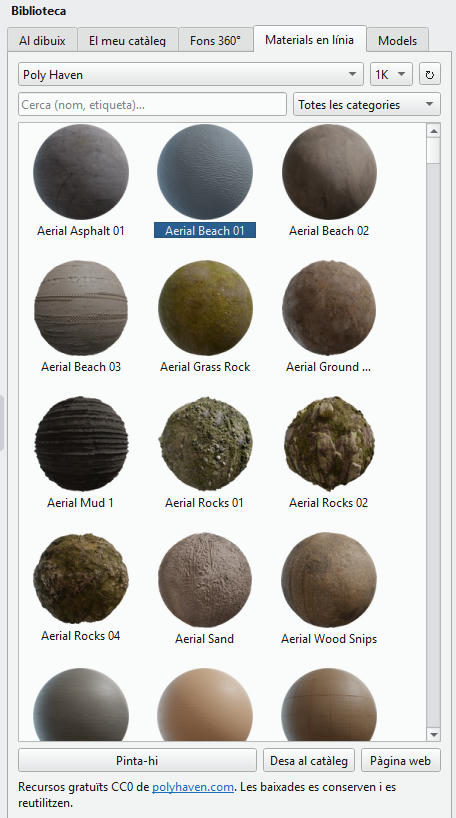 Biblioteca
Al dibuix
El meu catàleg
Fons 360°
Materials en línia
Models
Poly Haven
1K
Cerca (nom, etiqueta)...
Totes les categories
Aerial Asphalt 01
Aerial Beach 01
Aerial Beach 02
Aerial Beach 03
Aerial Grass Rock
Aerial Ground ...
Aerial Mud 1
Aerial Rocks 01
Aerial Rocks 02
Aerial Rocks 04
Aerial Sand
Aerial Wood Snips
Pinta-hi
Desa al catàleg
Pàgina web
Recursos gratuïts CC0 de polyhaven.com. Les baixades es conserven i es
reutilitzen.